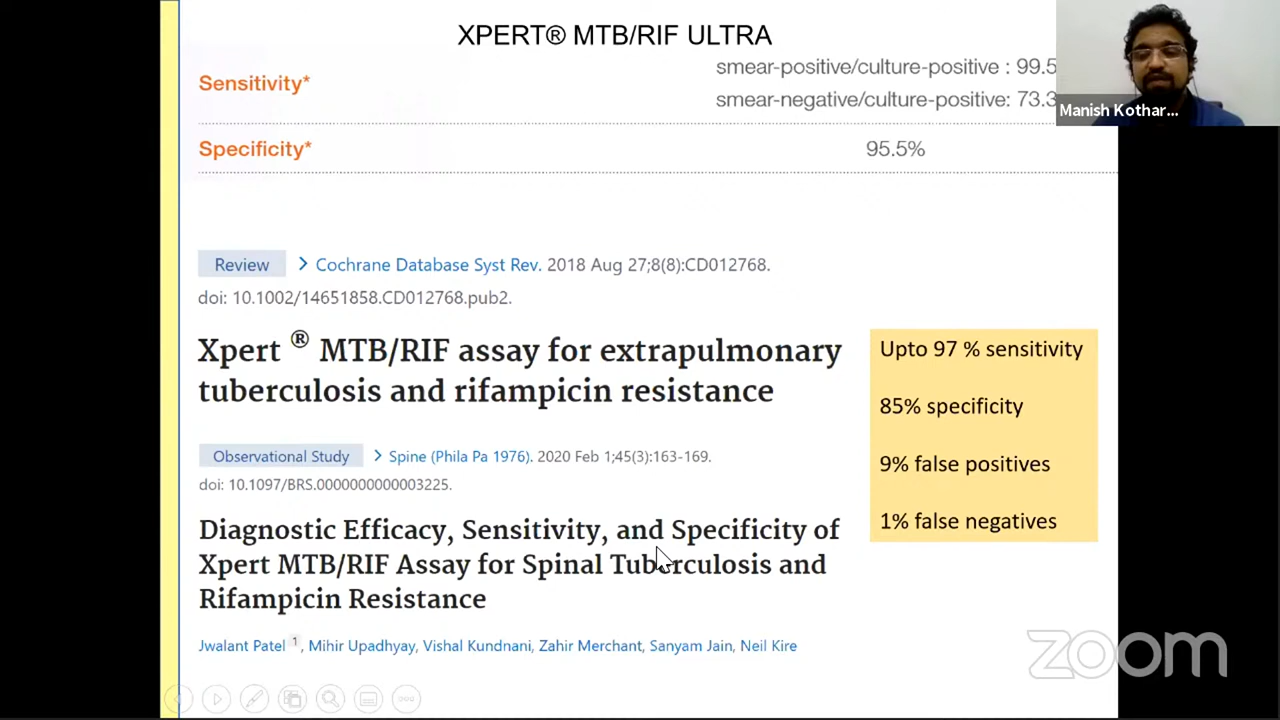 XPERT® MTB/RIF ULTRA
Sensitivity*
smear-positive/culture-positive : 99.5
smear-negative/culture-positive: 73.3
Specificity*
95.5%
Manish Kothar...
Review > Cochrane Database Syst Rev. 2018 Aug 27;8(8):CD012768.
doi: 10.1002/14651858.CD012768.pub2.
Xpert ® MTB/RIF assay for extrapulmonary
tuberculosis and rifampicin resistance
Upto 97 % sensitivity
85% specificity
9% false positives
1% false negatives
Observational Study > Spine (Phila Pa 1976). 2020 Feb 1;45(3):163-169.
doi: 10.1097/BRS.0000000000003225.
Diagnostic Efficacy, Sensitivity, and Specificity of
Xpert MTB/RIF Assay for Spinal Tuberculosis and
Rifampicin Resistance
Jwalant Patel 1, Mihir Upadhyay, Vishal Kundnani, Zahir Merchant, Sanyam Jain, Neil Kire
zoom